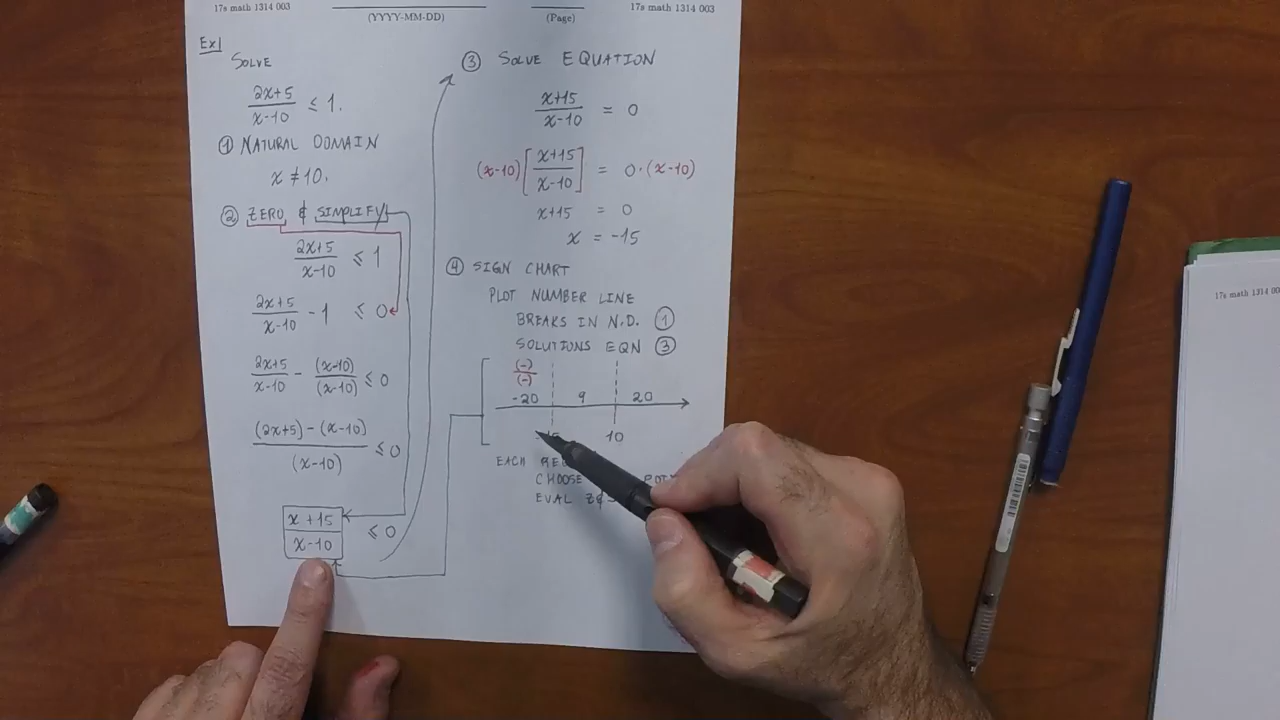 17s math 1314 003
(YYYY-MM-DD)
(Page)
17s math 1314 003
Ex1
SOLVE
2x+5 / x-10 ≤ 1.
① NATURAL DOMAIN
x ≠ 10.
② ZERO & SIMPLIFY
2x+5 / x-10 ≤ 1
2x+5 / x-10 - 1 ≤ 0
2x+5 / x-10 - (x-10) / (x-10) ≤ 0
(2x+5) - (x-10) / (x-10) ≤ 0
x+15 / x-10 ≤ 0
③ SOLVE EQUATION
x+15 / x-10 = 0
(x-10) [x+15 / x-10] = 0·(x-10)
x+15 = 0
x = -15
④ SIGN CHART
PLOT NUMBER LINE
BREAKS IN N.D. ①
SOLUTIONS EQN ③
(-) / (-)
-20 9 20
10
EACH
CHOOSE
EVAL
17s math 1314 00